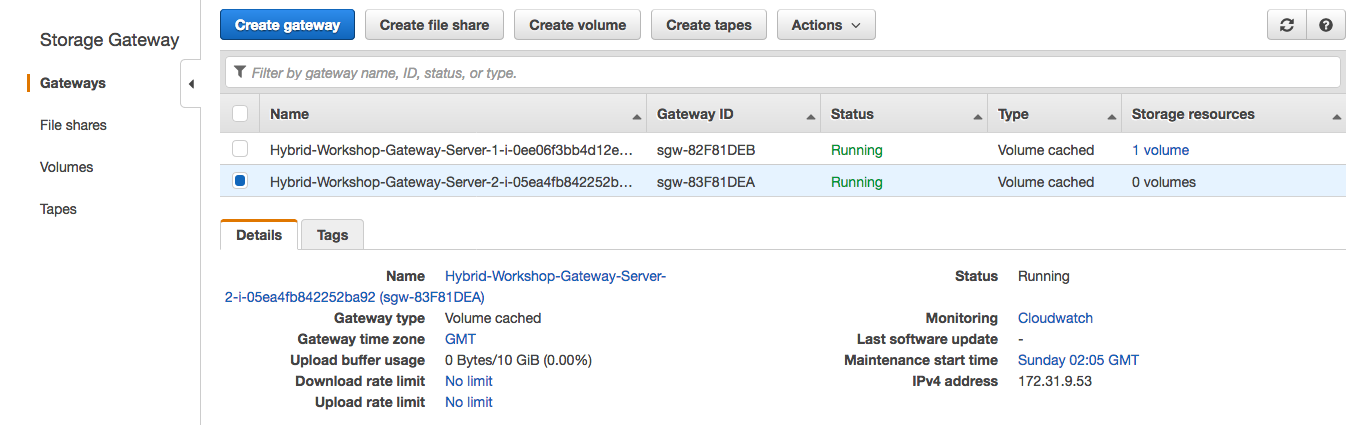 Storage Gateway
Gateways
File shares
Volumes
Tapes
Create gateway Create file share Create volume Create tapes Actions
Filter by gateway name, ID, status, or type.
Name Gateway ID Status Type Storage resources
Hybrid-Workshop-Gateway-Server-1-i-0ee06f3bb4d12e... sgw-82F81DEB Running Volume cached 1 volume
Hybrid-Workshop-Gateway-Server-2-i-05ea4fb842252b... sgw-83F81DEA Running Volume cached 0 volumes
Details Tags
Name Hybrid-Workshop-Gateway-Server-
2-i-05ea4fb842252ba92 (sgw-83F81DEA)
Gateway type Volume cached
Gateway time zone GMT
Upload buffer usage 0 Bytes/10 GiB (0.00%)
Download rate limit No limit
Upload rate limit No limit
Status Running
Monitoring Cloudwatch
Last software update -
Maintenance start time Sunday 02:05 GMT
IPv4 address 172.31.9.53